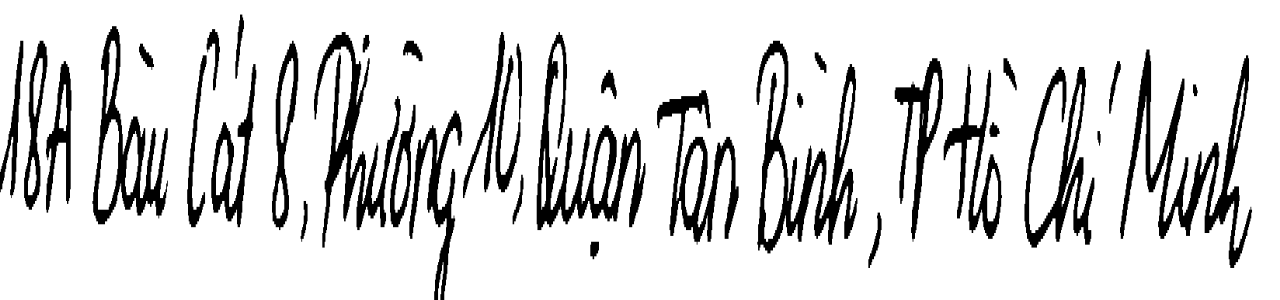 18A Bàu Cát 8, Phường 10, Quận Tân Bình, TP Hồ Chí Minh